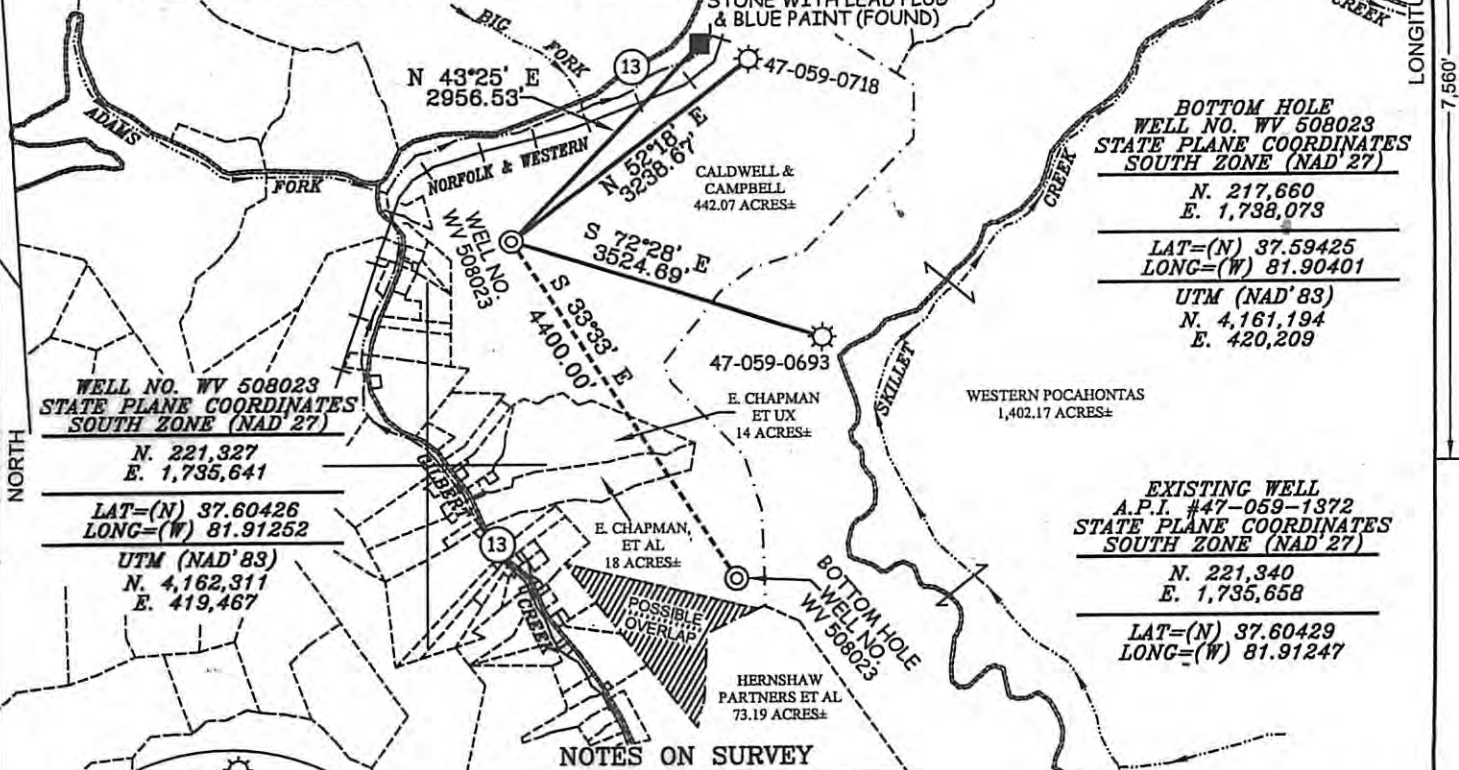 STONE WITH LEAD PLUG
& BLUE PAINT (FOUND)
CREEK
LONGITU
7,560'
BIG
FORK
13
N 43°25' E
2956.53'
47-059-0718
ADAMS
FORK
NORFOLK & WESTERN
N 52°18' E
3238.67'
CALDWELL &
CAMPBELL
442.07 ACRES±
CREEK
BOTTOM HOLE
WELL NO. WV 508023
STATE PLANE COORDINATES
SOUTH ZONE (NAD'27)
N. 217,660
E. 1,738,073
LAT=(N) 37.59425
LONG=(W) 81.90401
UTM (NAD'83)
N. 4,161,194
E. 420,209
WELL NO.
WV 508023
S 72°28' E
3524.69'
S 33°33' E
4400.00'
47-059-0693
SKILLET
WESTERN POCAHONTAS
1,402.17 ACRES±
NORTH
WELL NO. WV 508023
STATE PLANE COORDINATES
SOUTH ZONE (NAD'27)
N. 221,327
E. 1,735,641
LAT=(N) 37.60426
LONG=(W) 81.91252
UTM (NAD'83)
N. 4,162,311
E. 419,467
E. CHAPMAN
ET UX
14 ACRES±
GILBERT
13
CREEK
E. CHAPMAN,
ET AL
18 ACRES±
POSSIBLE
OVERLAP
BOTTOM HOLE
WELL NO.
WV 508023
EXISTING WELL
A.P.I. #47-059-1372
STATE PLANE COORDINATES
SOUTH ZONE (NAD'27)
N. 221,340
E. 1,735,658
LAT=(N) 37.60429
LONG=(W) 81.91247
HERNSHAW
PARTNERS ET AL
73.19 ACRES±
NOTES ON SURVEY